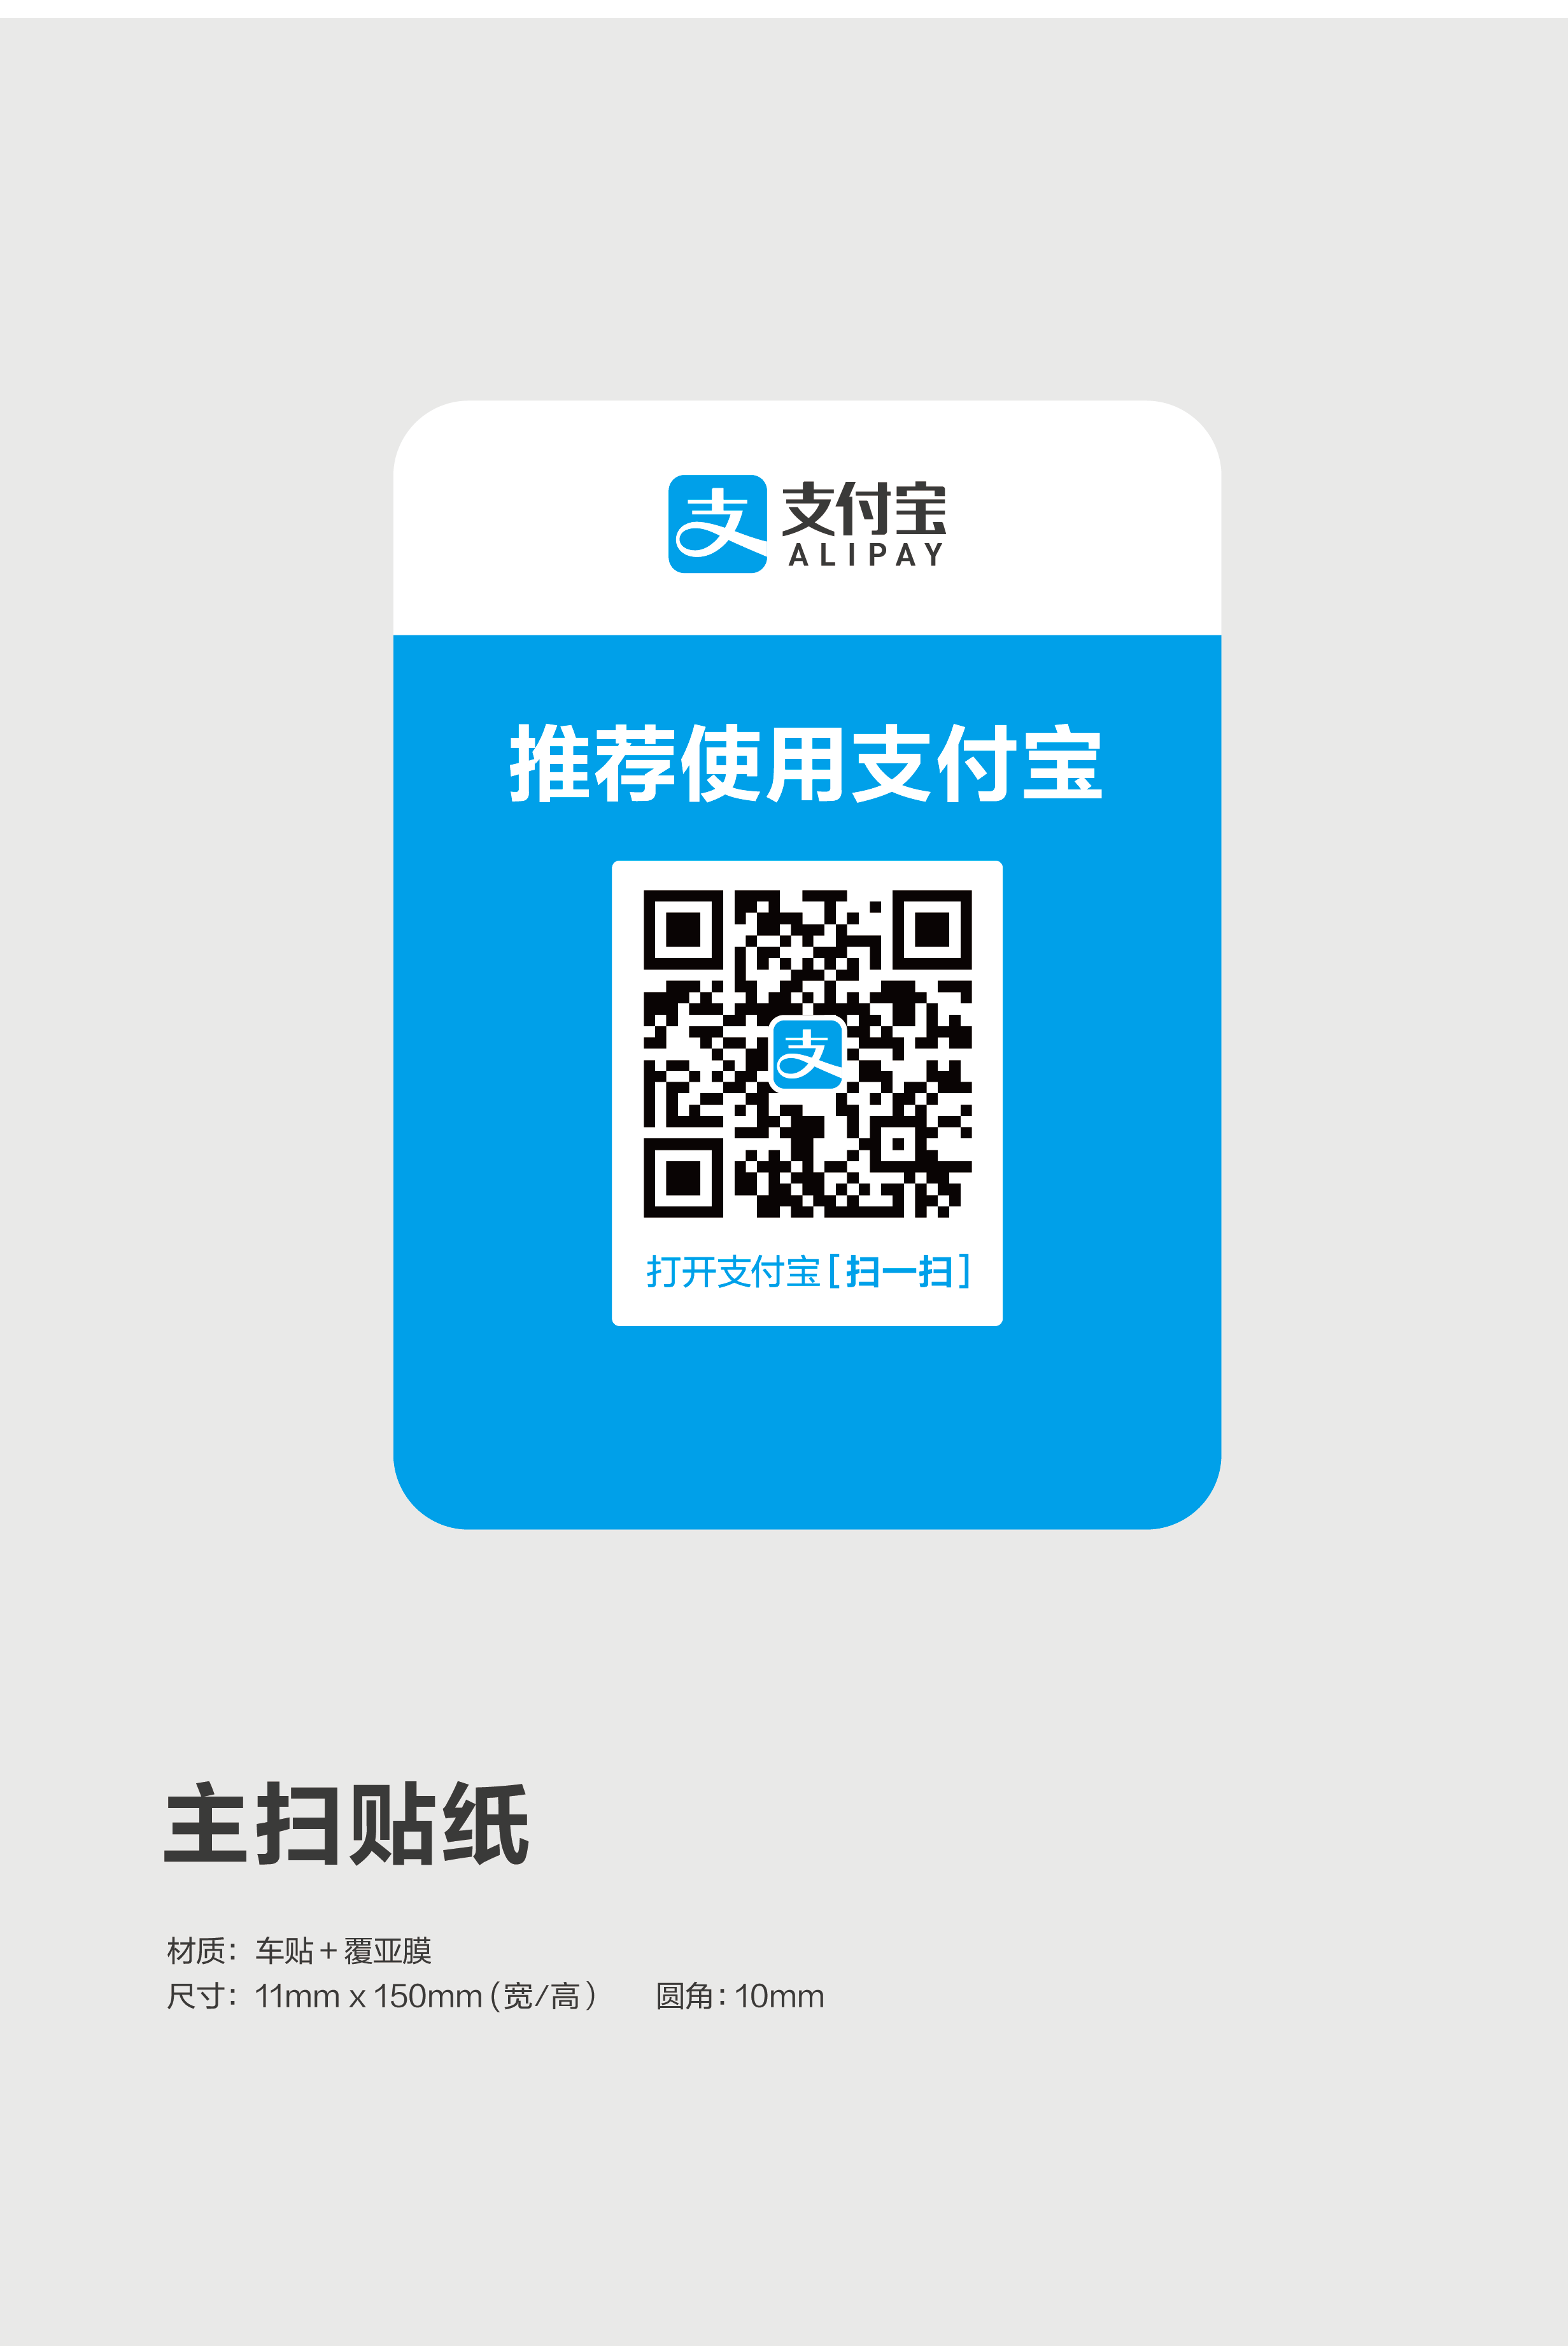 支 支付宝
ALIPAY
推荐使用支付宝
支
打开支付宝[扫一扫]
主扫贴纸
材质：车贴+覆亚膜
尺寸：11mm x 150mm (宽/高) 圆角：10mm